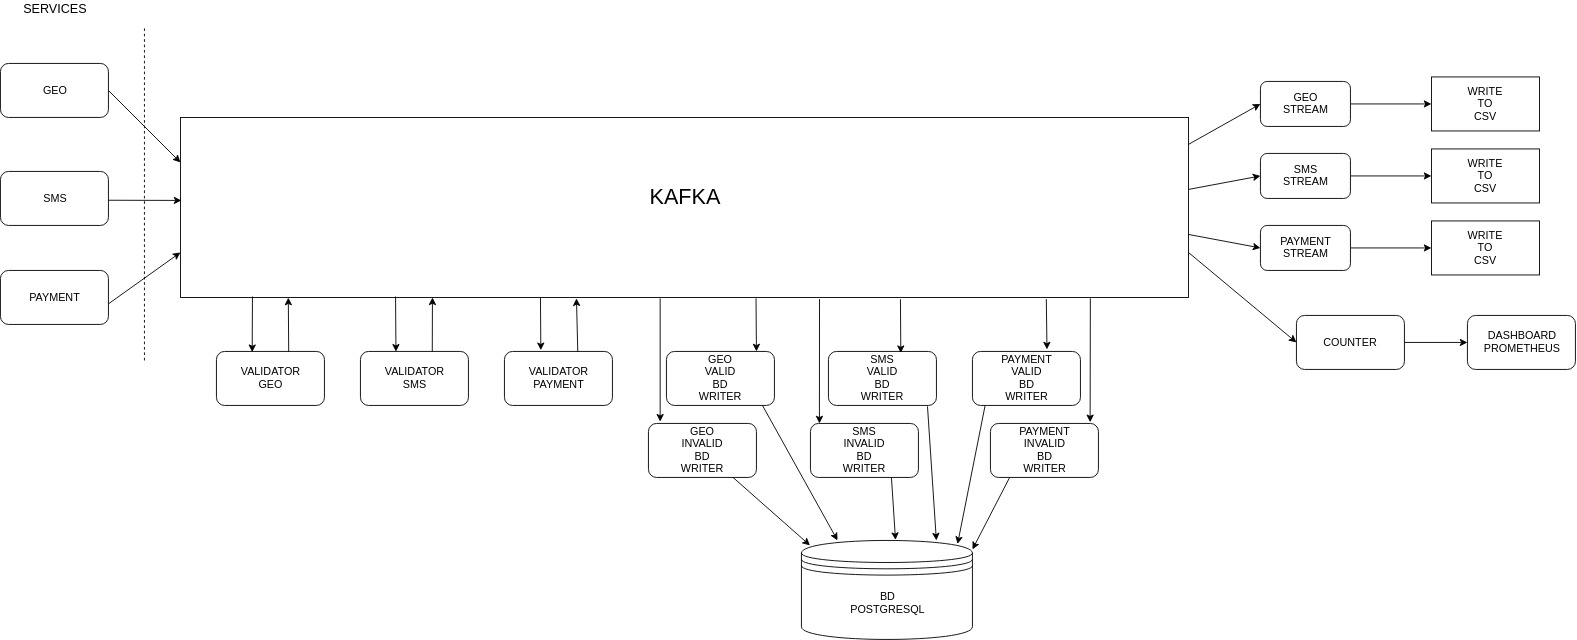 SERVICES
GEO
SMS
PAYMENT
KAFKA
GEO
STREAM
WRITE
TO
CSV
SMS
STREAM
WRITE
TO
CSV
PAYMENT
STREAM
WRITE
TO
CSV
COUNTER
DASHBOARD
PROMETHEUS
VALIDATOR
GEO
VALIDATOR
SMS
VALIDATOR
PAYMENT
GEO
VALID
BD
WRITER
SMS
VALID
BD
WRITER
PAYMENT
VALID
BD
WRITER
GEO
INVALID
BD
WRITER
SMS
INVALID
BD
WRITER
PAYMENT
INVALID
BD
WRITER
BD
POSTGRESQL